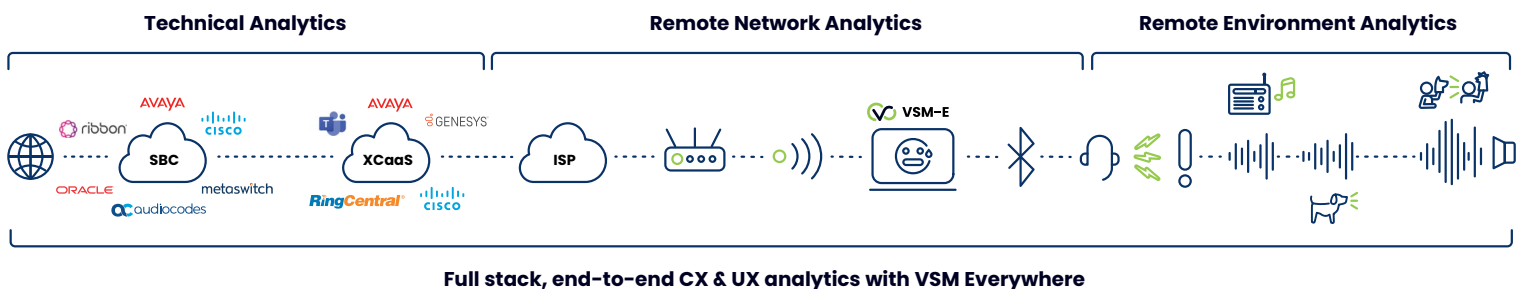 Technical Analytics
Remote Network Analytics
Remote Environment Analytics
AVAYA
ribbon
CISCO
SBC
ORACLE
metaswitch
audiocodes
AVAYA
GENESYS
XCaaS
RingCentral®
CISCO
ISP
VSM-E
Full stack, end-to-end CX & UX analytics with VSM Everywhere